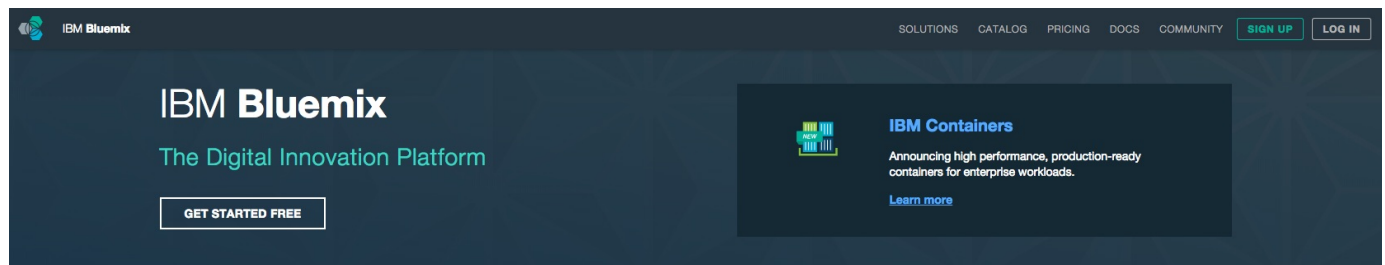 IBM Bluemix
SOLUTIONS CATALOG PRICING DOCS COMMUNITY SIGN UP LOG IN
IBM Bluemix
The Digital Innovation Platform
GET STARTED FREE
NEW
IBM Containers
Announcing high performance, production-ready
containers for enterprise workloads.
Learn more